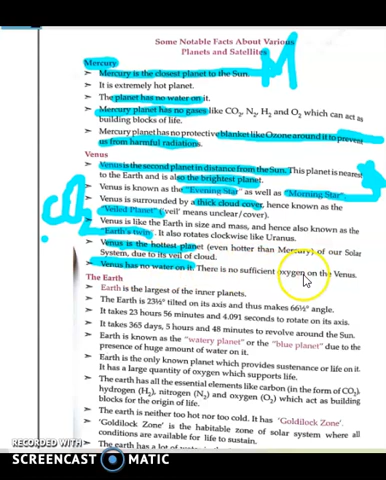 Some Notable Facts About Various
Planets and Satellites
Mercury
➤ Mercury is the closest planet to the Sun.
➤ It is extremely hot planet.
➤ The planet has no water on it.
➤ Mercury planet has no gases like CO₂, N₂, H₂ and O₂ which can act as
building blocks of life.
➤ Mercury planet has no protective blanket like Ozone around it to prevent
us from harmful radiations.
Venus
➤ Venus is the second planet in distance from the Sun. This planet is nearest
to the Earth and is also the brightest planet.
➤ Venus is known as the "Evening Star" as well as "Morning Star"
➤ Venus is surrounded by a thick cloud cover, hence known as the
"Veiled Planet" ('veil' means unclear/cover).
➤ Venus is like the Earth in size and mass, and hence also known as the
"Earth's twin". It also rotates clockwise like Uranus.
➤ Venus is the hottest planet (even hotter than Mercury) of our Solar
System, due to its veil of cloud.
➤ Venus has no water on it. There is no sufficient oxygen on the Venus.
The Earth
➤ Earth is the largest of the inner planets.
➤ The Earth is 23½° tilted on its axis and thus makes 66½° angle.
➤ It takes 23 hours 56 minutes and 4.091 seconds to rotate on its axis.
➤ It takes 365 days, 5 hours and 48 minutes to revolve around the Sun.
➤ Earth is known as the "watery planet" or the "blue planet" due to the
presence of huge amount of water on it.
➤ Earth is the only known planet which provides sustenance or life on it.
It has a large quantity of oxygen which supports life.
➤ The earth has all the essential elements like carbon (in the form of CO₂),
hydrogen (H₂), nitrogen (N₂) and oxygen (O₂) which act as building
blocks for the origin of life.
➤ The earth is neither too hot nor too cold. It has 'Goldilock Zone'.
➤ 'Goldilock Zone' is the habitable zone of solar system where all
conditions are available for life to sustain.
➤ The earth has a lot of
M
CO₂
RECORDED WITH
SCREENCAST MATIC